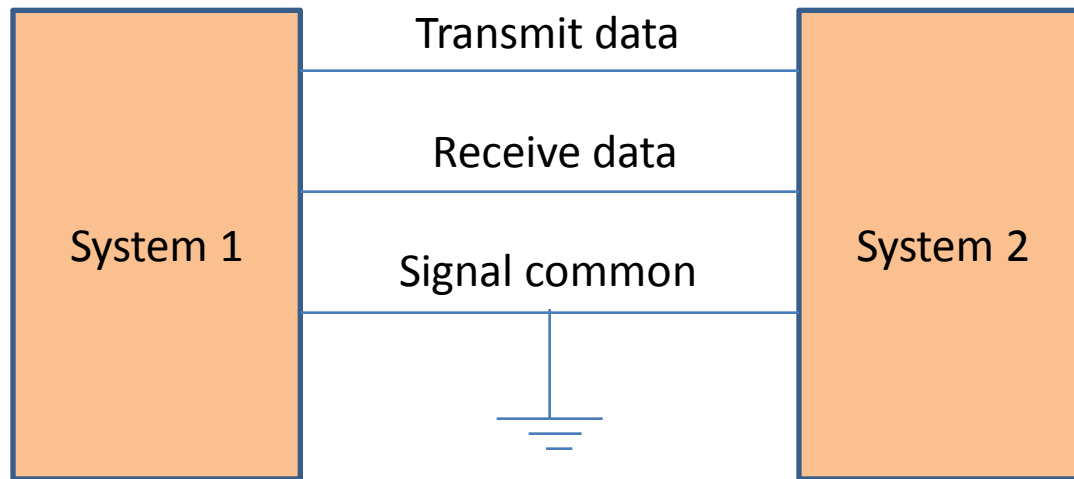 Transmit data
Receive data
System 1
System 2
Signal common